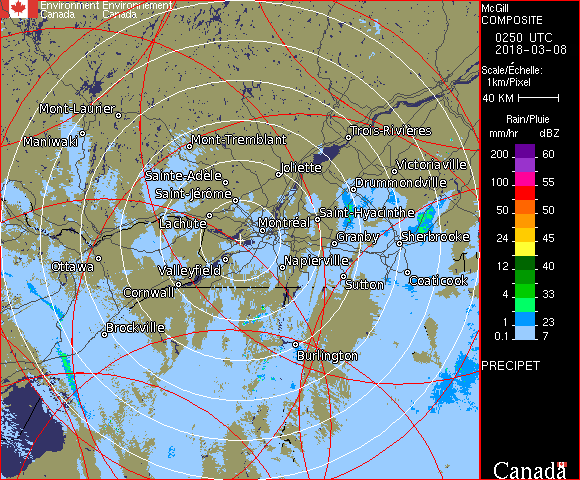 Environment Environnement
Canada Canada
McGill
COMPOSITE
0250 UTC
2018-03-08
Scale/Échelle:
1km/Pixel
40 KM
Rain/Pluie
mm/hr dBZ
200 60
100 55
50 50
24 45
12 40
4 33
1 23
0.1 7
PRECIPET
Canada
Mont-Laurier
Maniwaki
Mont-Tremblant
Trois-Rivières
Joliette
Victoriaville
Sainte-Adèle
Drummondville
Saint-Jérôme
Saint-Hyacinthe
Lachute
Montréal
Granby
Sherbrooke
Ottawa
Valleyfield
Napierville
Cornwall
Sutton
Coaticook
Brockville
Burlington